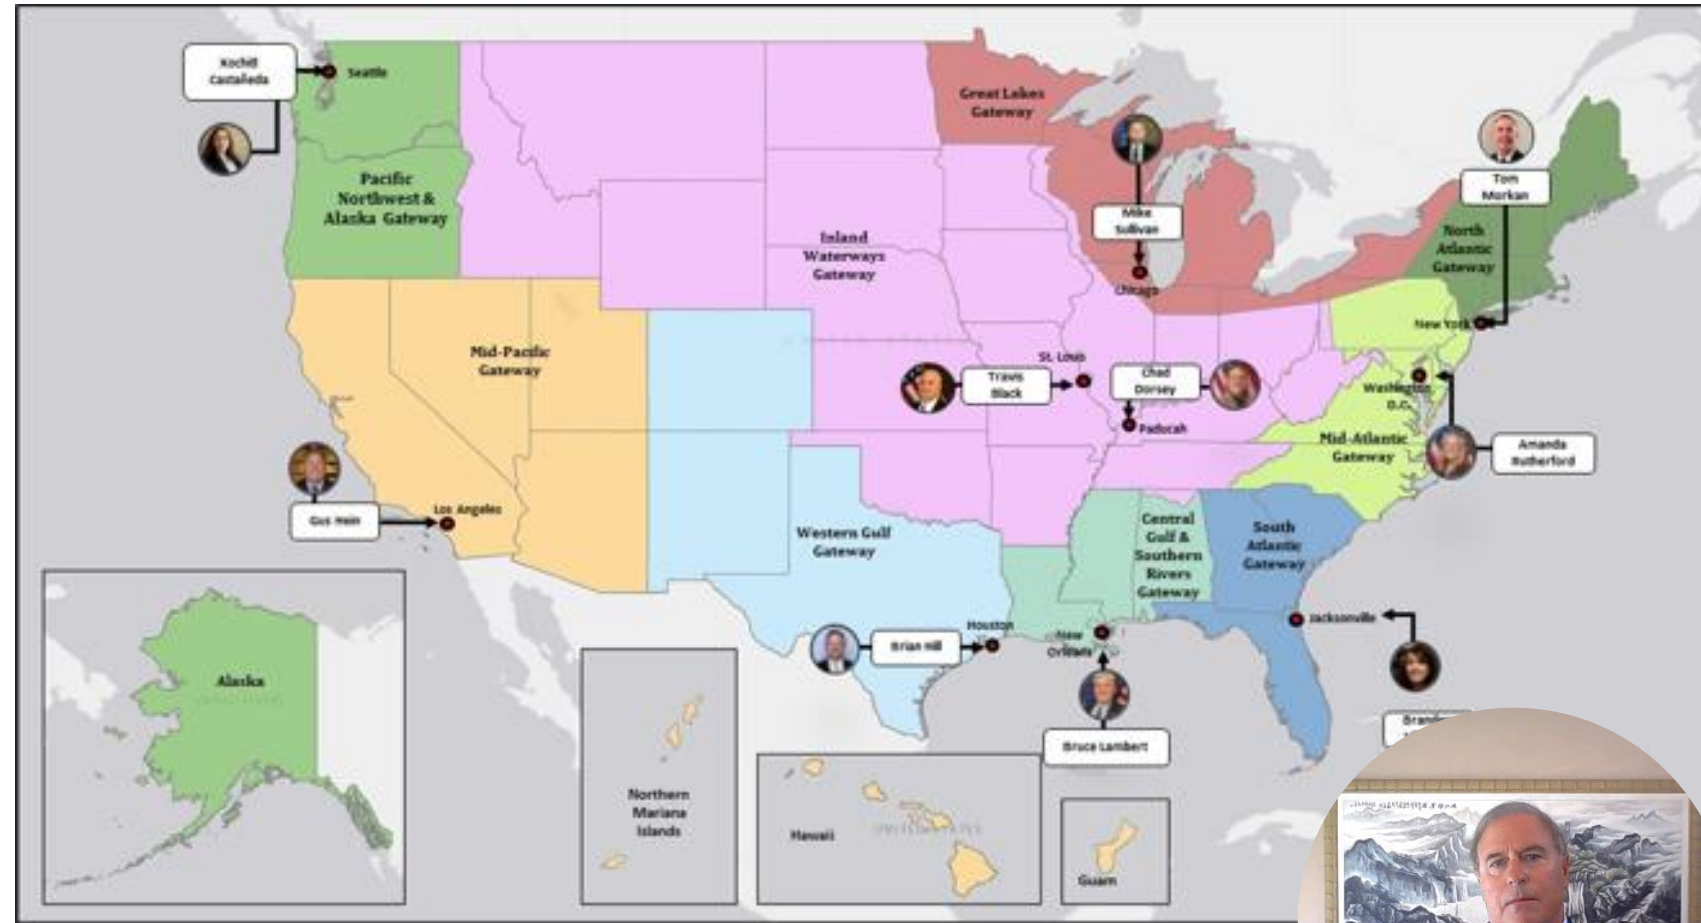 Xochitl
Castañeda
Seattle
Pacific
Northwest &
Alaska Gateway
Inland
Waterways
Gateway
Great Lakes
Gateway
Mike
Sullivan
Chicago
Tom
Morkan
North
Atlantic
Gateway
New York
Mid-Pacific
Gateway
St. Louis
Travis
Black
Chad
Dorsey
Paducah
Washington
D.C.
Mid-Atlantic
Gateway
Amanda
Rutherford
Gus Hein
Los Angeles
Western Gulf
Gateway
Central
Gulf &
Southern
Rivers
Gateway
South
Atlantic
Gateway
Houston
Brian Hill
New
Orleans
Bruce Lambert
Jacksonville
Alaska
Northern
Mariana
Islands
Hawaii
UNITED STATES
Guam